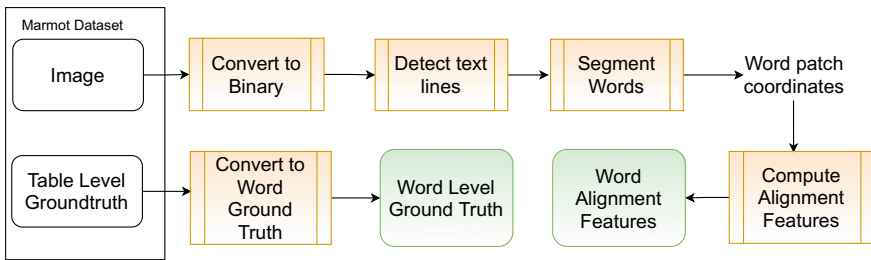 Marmot Dataset
Image
Convert to
Binary
Detect text
lines
Segment
Words
Word patch
coordinates
Table Level
Groundtruth
Convert to
Word
Ground
Truth
Word Level
Ground Truth
Word
Alignment
Features
Compute
Alignment
Features